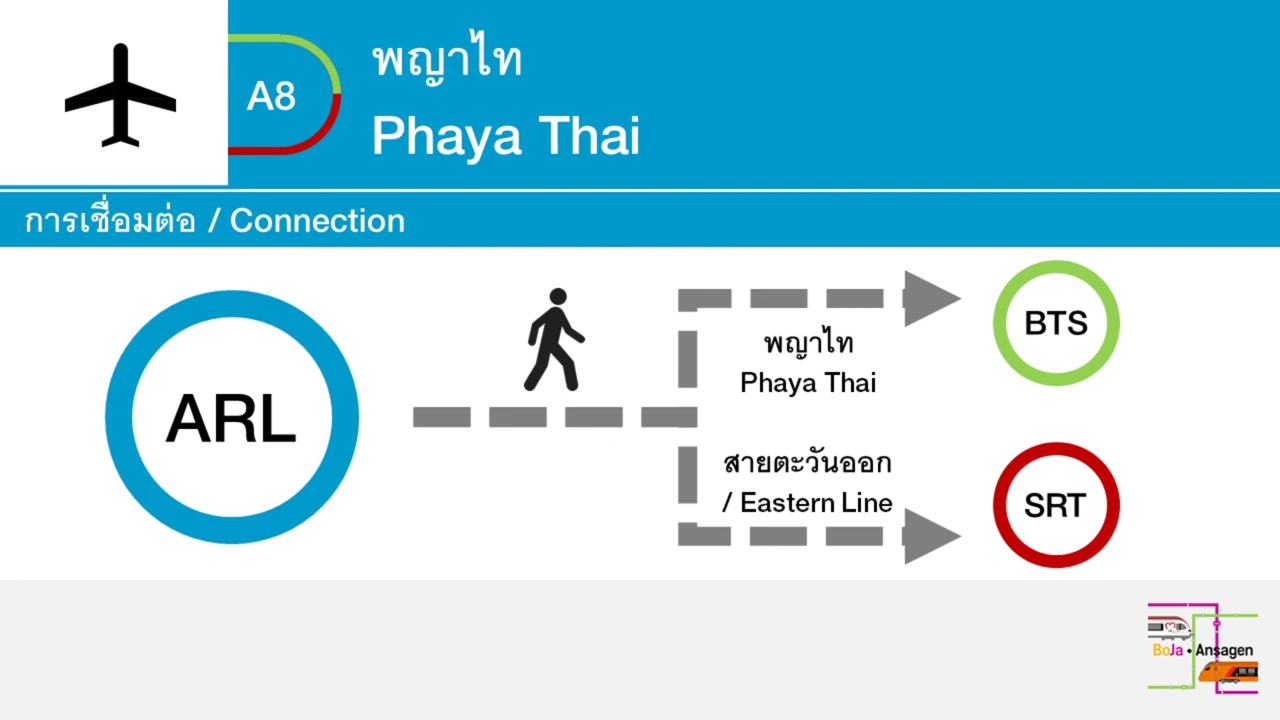 A8
พญาไท
Phaya Thai
การเชื่อมต่อ / Connection
ARL
พญาไท
Phaya Thai
BTS
สายตะวันออก
/ Eastern Line
SRT
BoJa • Ansagen